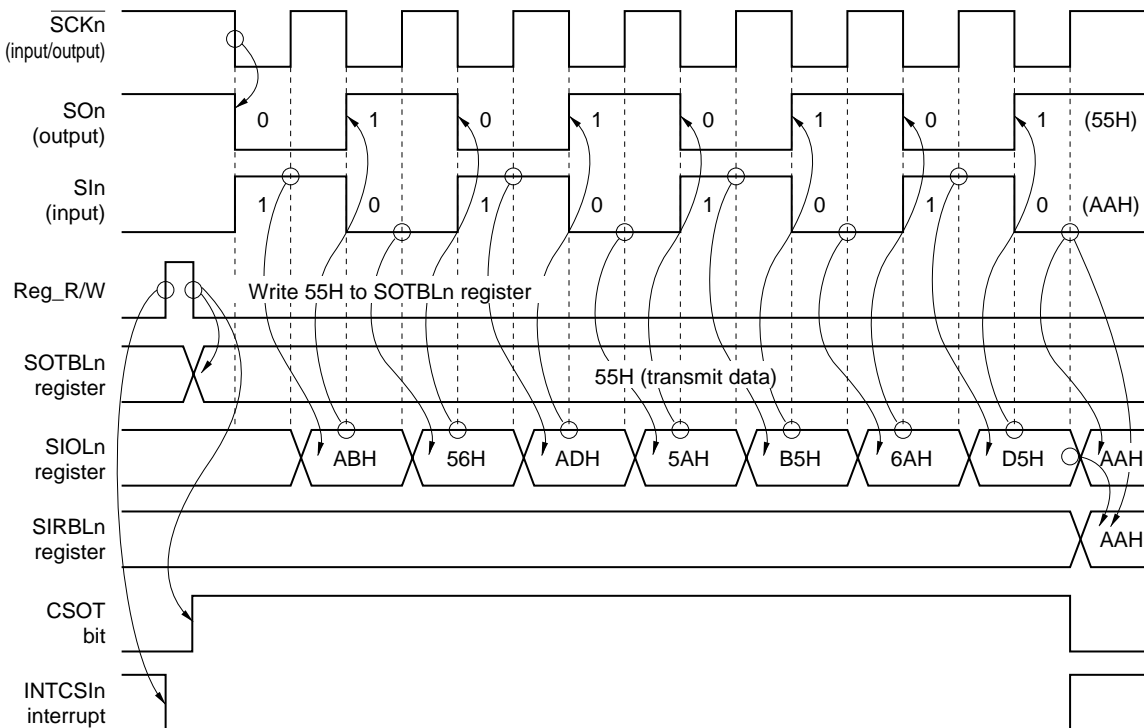 SCKn
(input/output)
SOn
(output)
0 1 0 1 0 1 0 1 (55H)
SIn
(input)
1 0 1 0 1 0 1 0 (AAH)
Reg_R/W
Write 55H to SOTBLn register
SOTBLn
register
55H (transmit data)
SIOLn
register
ABH 56H ADH 5AH B5H 6AH D5H AAH
SIRBLn
register
AAH
CSOT
bit
INTCSIn
interrupt